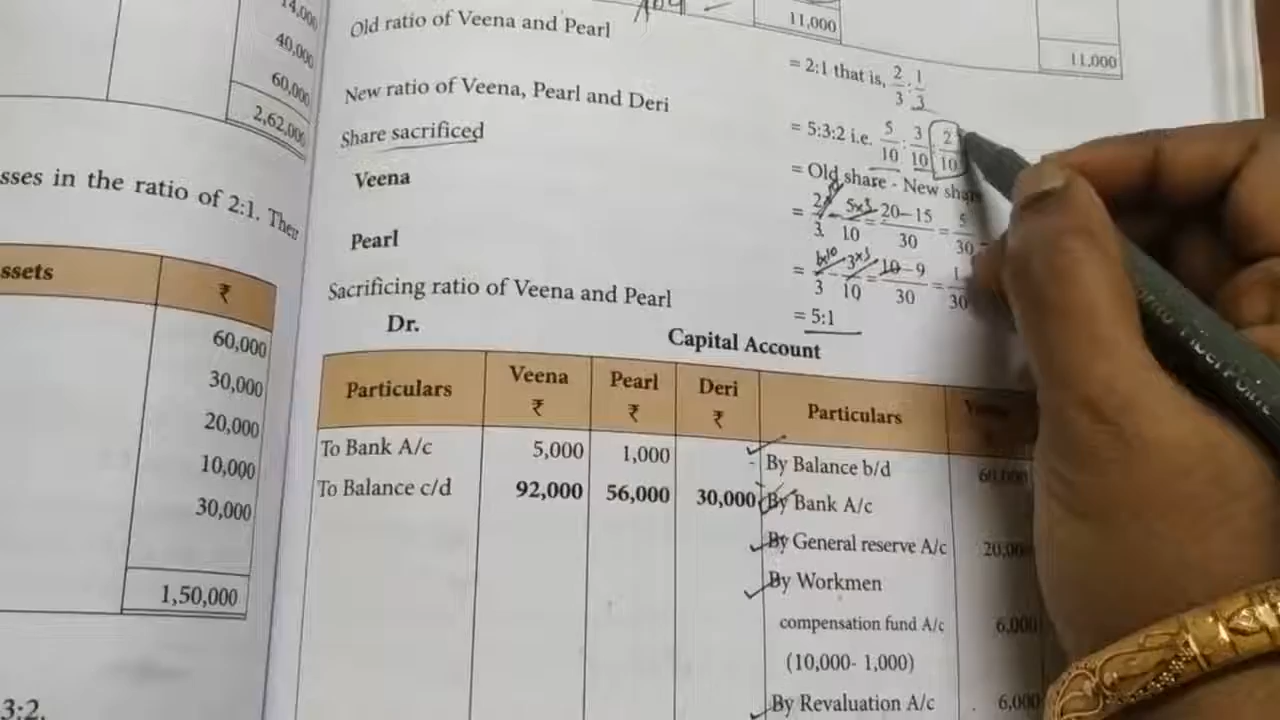 14,000
40,000
60,000
2,62,000
sses in the ratio of 2:1. Their
ssets ₹
60,000
30,000
20,000
10,000
30,000
1,50,000
3:2.
11,000
11,000
Old ratio of Veena and Pearl = 2:1 that is, 2/3 : 1/3
New ratio of Veena, Pearl and Deri = 5:3:2 i.e. 5/10 : 3/10 : 2/10
Share sacrificed = Old share - New shar
Veena = 2/3 - 5×3/10 = 20–15/30 = 5/30
Pearl = 1×10/3 - 3×3/10 = 10–9/30 = 1/30
Sacrificing ratio of Veena and Pearl = 5:1
Dr. Capital Account
Particulars Veena ₹ Pearl ₹ Deri ₹ Particulars
To Bank A/c 5,000 1,000 - By Balance b/d 60,000
To Balance c/d 92,000 56,000 30,000 By Bank A/c
By General reserve A/c 20,000
By Workmen
compensation fund A/c 6,000
(10,000- 1,000)
By Revaluation A/c 6,000